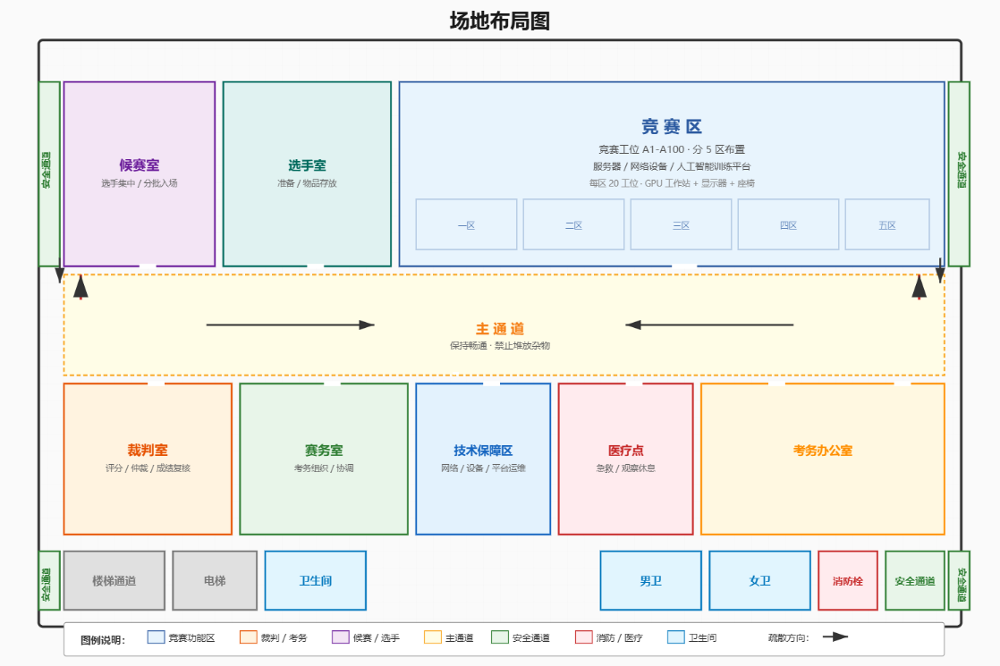 场地布局图
安全通道
候赛室
选手集中 / 分批入场
选手室
准备 / 物品存放
竞 赛 区
竞赛工位 A1-A100 · 分 5 区布置
服务器 / 网络设备 / 人工智能训练平台
每区 20 工位 · GPU 工作站 + 显示器 + 座椅
一区
二区
三区
四区
五区
安全通道
主 通 道
保持畅通 · 禁止堆放杂物
裁判室
评分 / 仲裁 / 成绩复核
赛务室
考务组织 / 协调
技术保障区
网络 / 设备 / 平台运维
医疗点
急救 / 观察休息
考务办公室
安全通道
楼梯通道
电梯
卫生间
男卫
女卫
消防栓
安全通道
安全通道
图例说明：
竞赛功能区
裁判 / 考务
候赛 / 选手
主通道
安全通道
消防 / 医疗
卫生间
疏散方向：